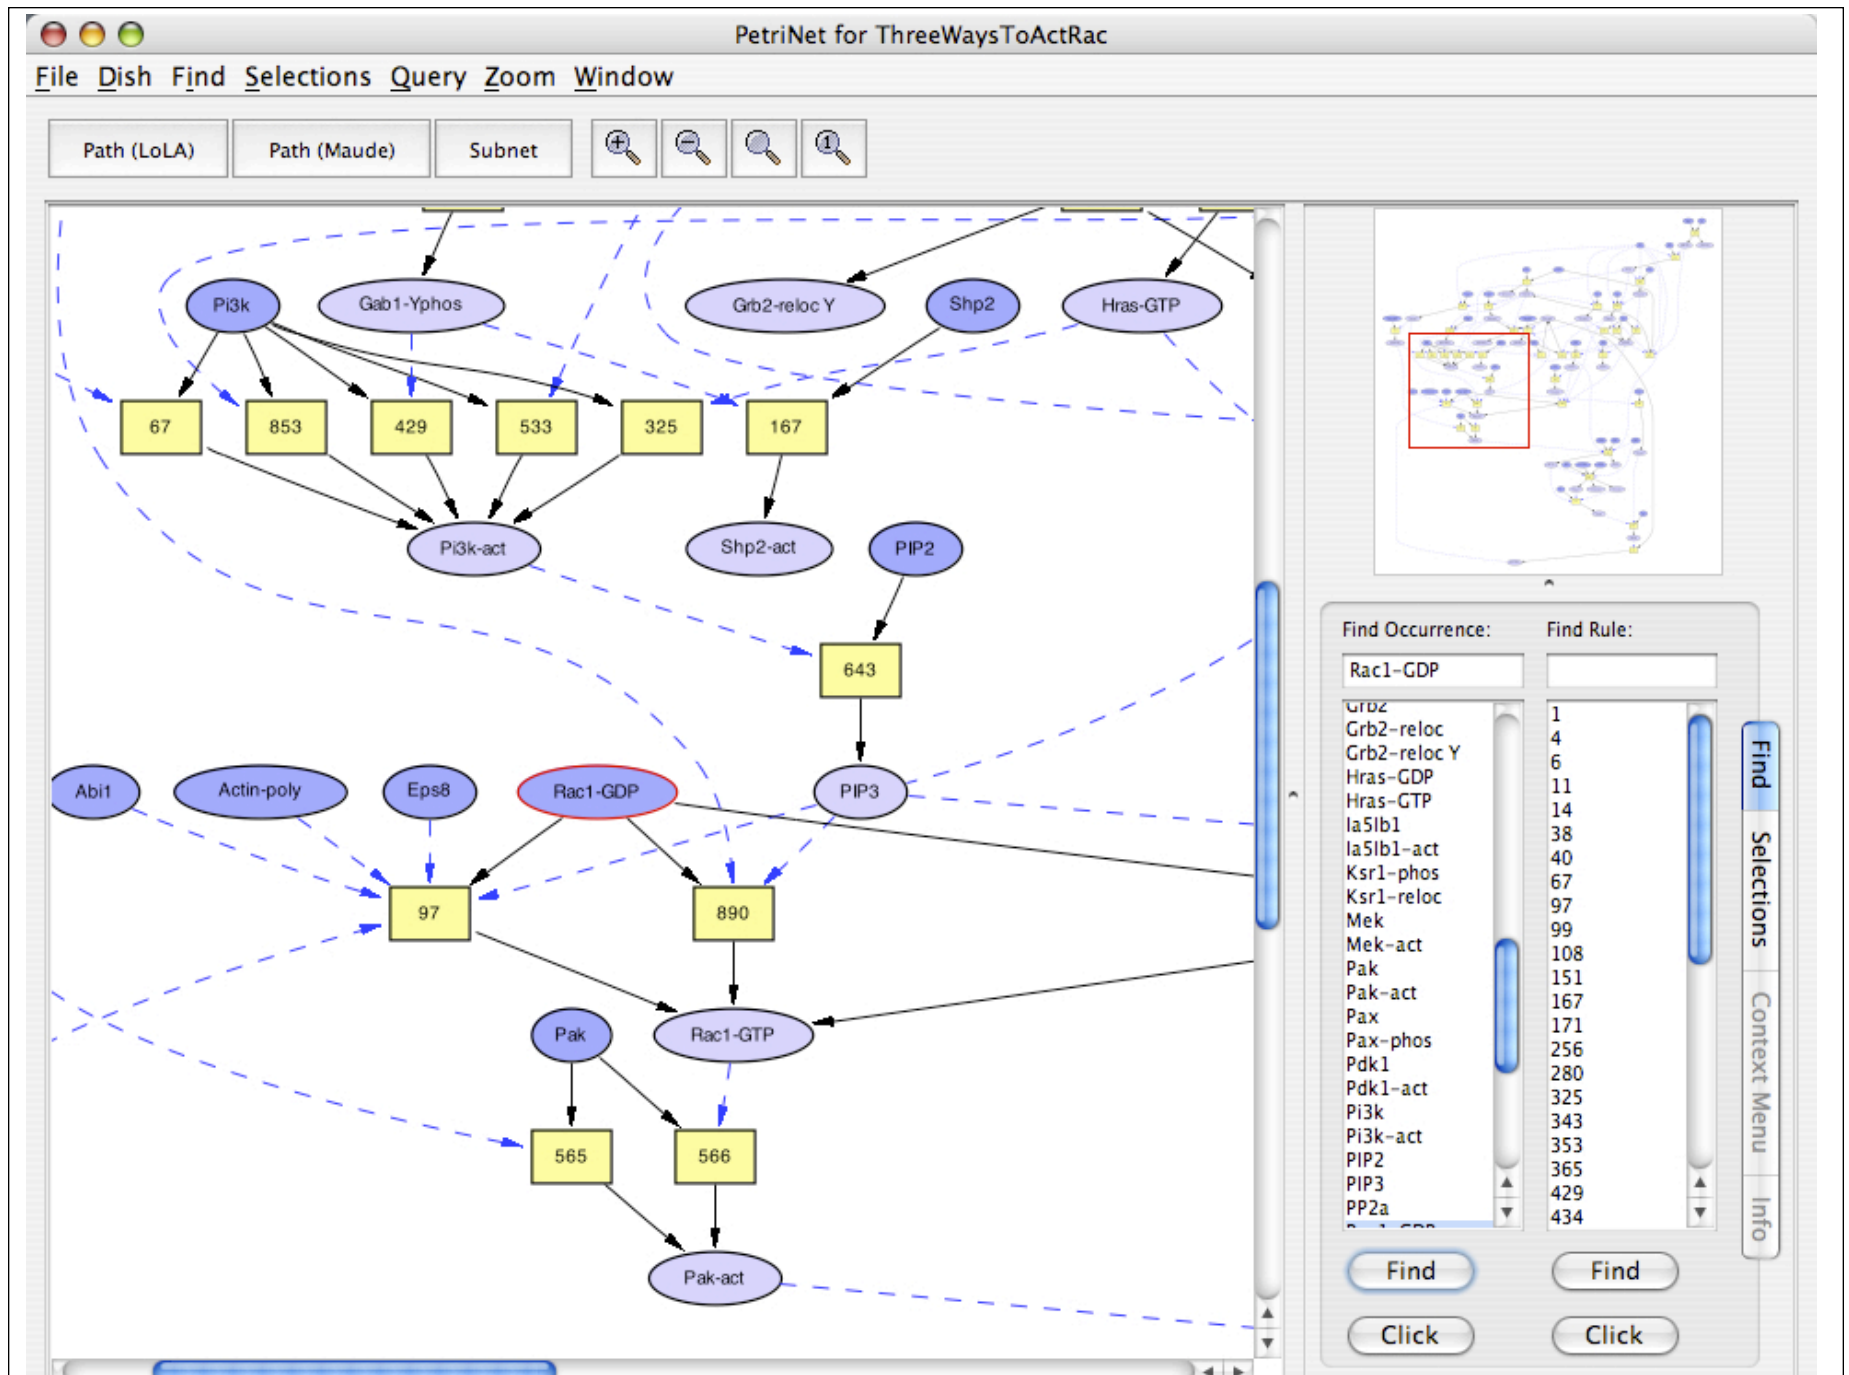 PetriNet for ThreeWaysToActRac
File Dish Find Selections Query Zoom Window
Path (LoLA) Path (Maude) Subnet 1
Pi3k Gab1-Yphos Grb2-reloc Y Shp2 Hras-GTP
67 853 429 533 325 167
Pi3k-act Shp2-act PIP2
643
Abi1 Actin-poly Eps8 Rac1-GDP PIP3
97 890
Pak Rac1-GTP
565 566
Pak-act
Find Occurrence:
Rac1-GDP
Grb2
Grb2-reloc
Grb2-reloc Y
Hras-GDP
Hras-GTP
Ia5Ib1
Ia5Ib1-act
Ksr1-phos
Ksr1-reloc
Mek
Mek-act
Pak
Pak-act
Pax
Pax-phos
Pdk1
Pdk1-act
Pi3k
Pi3k-act
PIP2
PIP3
PP2a
Rac1-GDP
Find
Click
Find Rule:
1
4
6
11
14
38
40
67
97
99
108
151
167
171
256
280
325
343
353
365
429
434
Find
Click
Find
Selections
Context Menu
Info